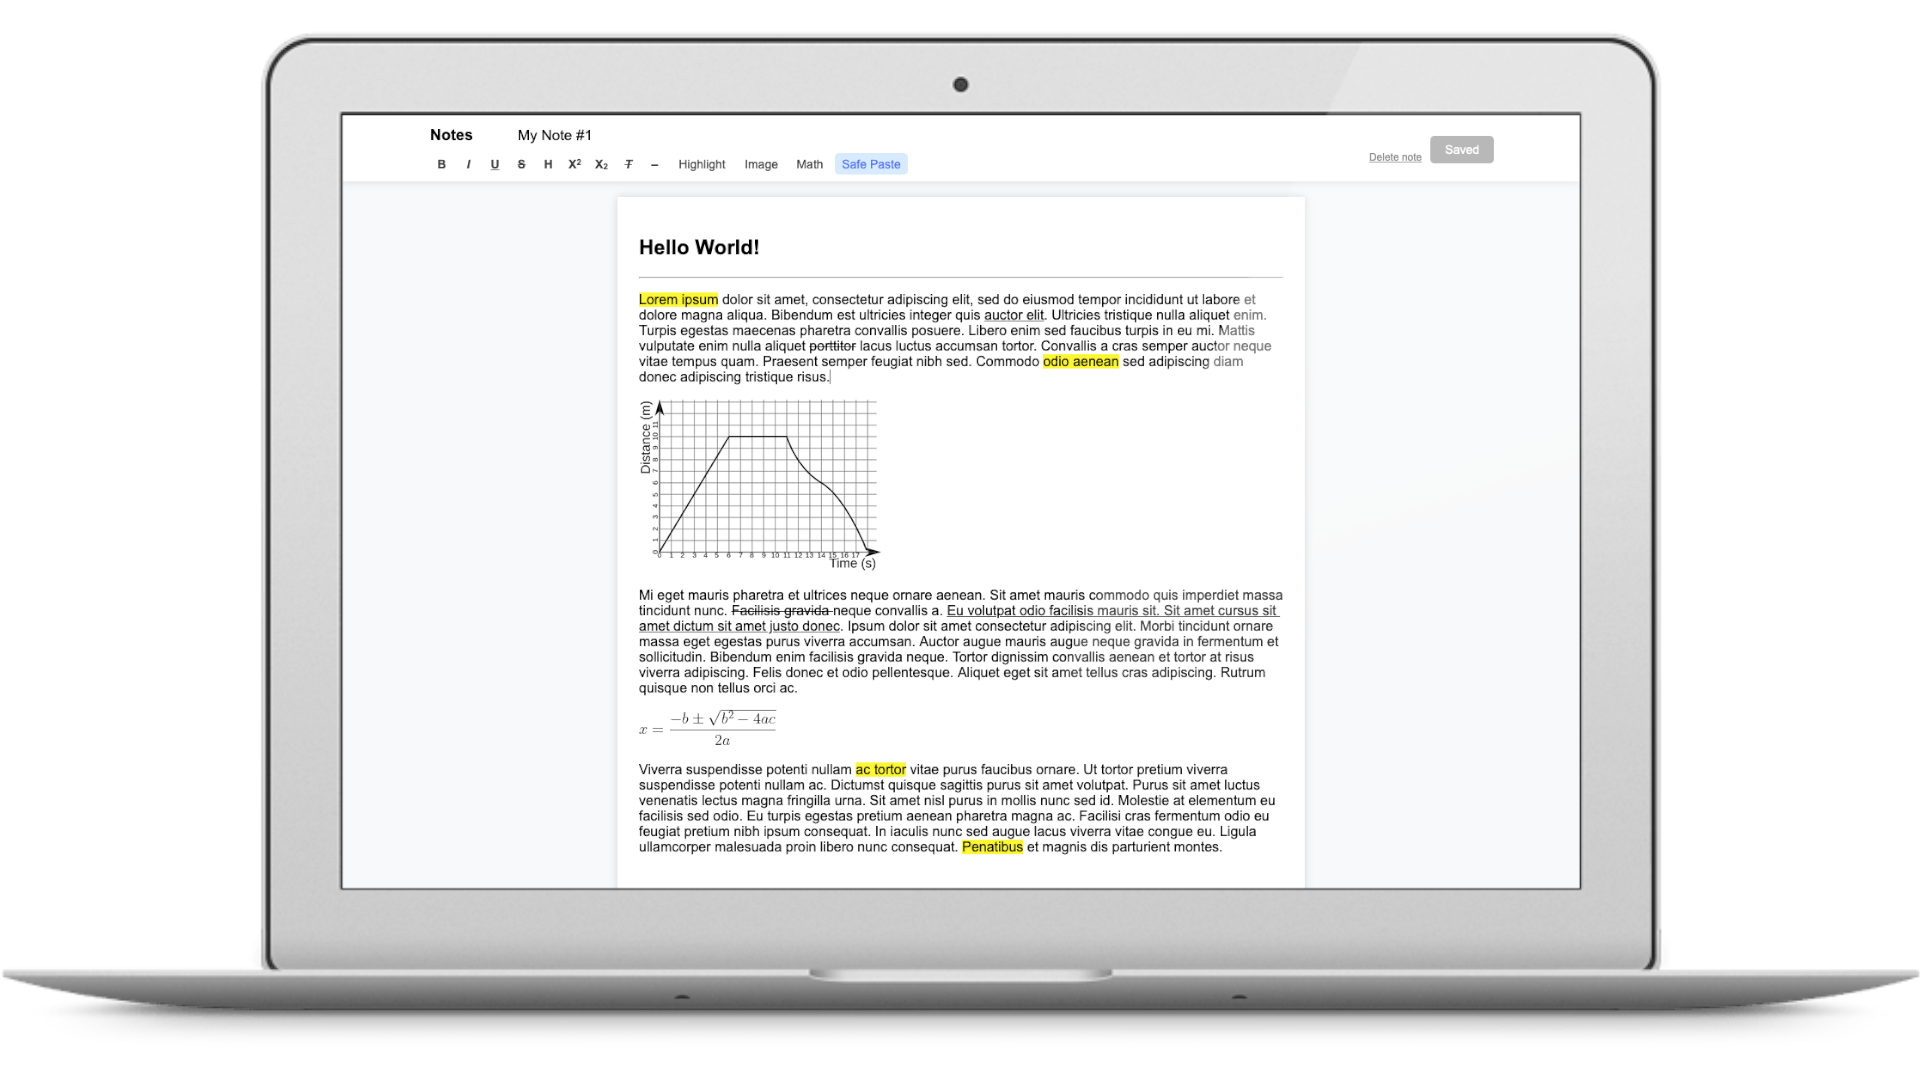 Notes My Note #1
B I U S H X² X₂ T – Highlight Image Math Safe Paste
Delete note Saved
Hello World!
Lorem ipsum dolor sit amet, consectetur adipiscing elit, sed do eiusmod tempor incididunt ut labore et
dolore magna aliqua. Bibendum est ultricies integer quis auctor elit. Ultricies tristique nulla aliquet enim.
Turpis egestas maecenas pharetra convallis posuere. Libero enim sed faucibus turpis in eu mi. Mattis
vulputate enim nulla aliquet porttitor lacus luctus accumsan tortor. Convallis a cras semper auctor neque
vitae tempus quam. Praesent semper feugiat nibh sed. Commodo odio aenean sed adipiscing diam
donec adipiscing tristique risus.
Distance (m)
11
10
9
8
7
6
5
4
3
2
1
0
0 1 2 3 4 5 6 7 8 9 10 11 12 13 14 15 16 17
Time (s)
Mi eget mauris pharetra et ultrices neque ornare aenean. Sit amet mauris commodo quis imperdiet massa
tincidunt nunc. Facilisis gravida neque convallis a. Eu volutpat odio facilisis mauris sit. Sit amet cursus sit
amet dictum sit amet justo donec. Ipsum dolor sit amet consectetur adipiscing elit. Morbi tincidunt ornare
massa eget egestas purus viverra accumsan. Auctor augue mauris augue neque gravida in fermentum et
sollicitudin. Bibendum enim facilisis gravida neque. Tortor dignissim convallis aenean et tortor at risus
viverra adipiscing. Felis donec et odio pellentesque. Aliquet eget sit amet tellus cras adipiscing. Rutrum
quisque non tellus orci ac.
x = (−b ± √(b² − 4ac)) / 2a
Viverra suspendisse potenti nullam ac tortor vitae purus faucibus ornare. Ut tortor pretium viverra
suspendisse potenti nullam ac. Dictumst quisque sagittis purus sit amet volutpat. Purus sit amet luctus
venenatis lectus magna fringilla urna. Sit amet nisl purus in mollis nunc sed id. Molestie at elementum eu
facilisis sed odio. Eu turpis egestas pretium aenean pharetra magna ac. Facilisi cras fermentum odio eu
feugiat pretium nibh ipsum consequat. In iaculis nunc sed augue lacus viverra vitae congue eu. Ligula
ullamcorper malesuada proin libero nunc consequat. Penatibus et magnis dis parturient montes.